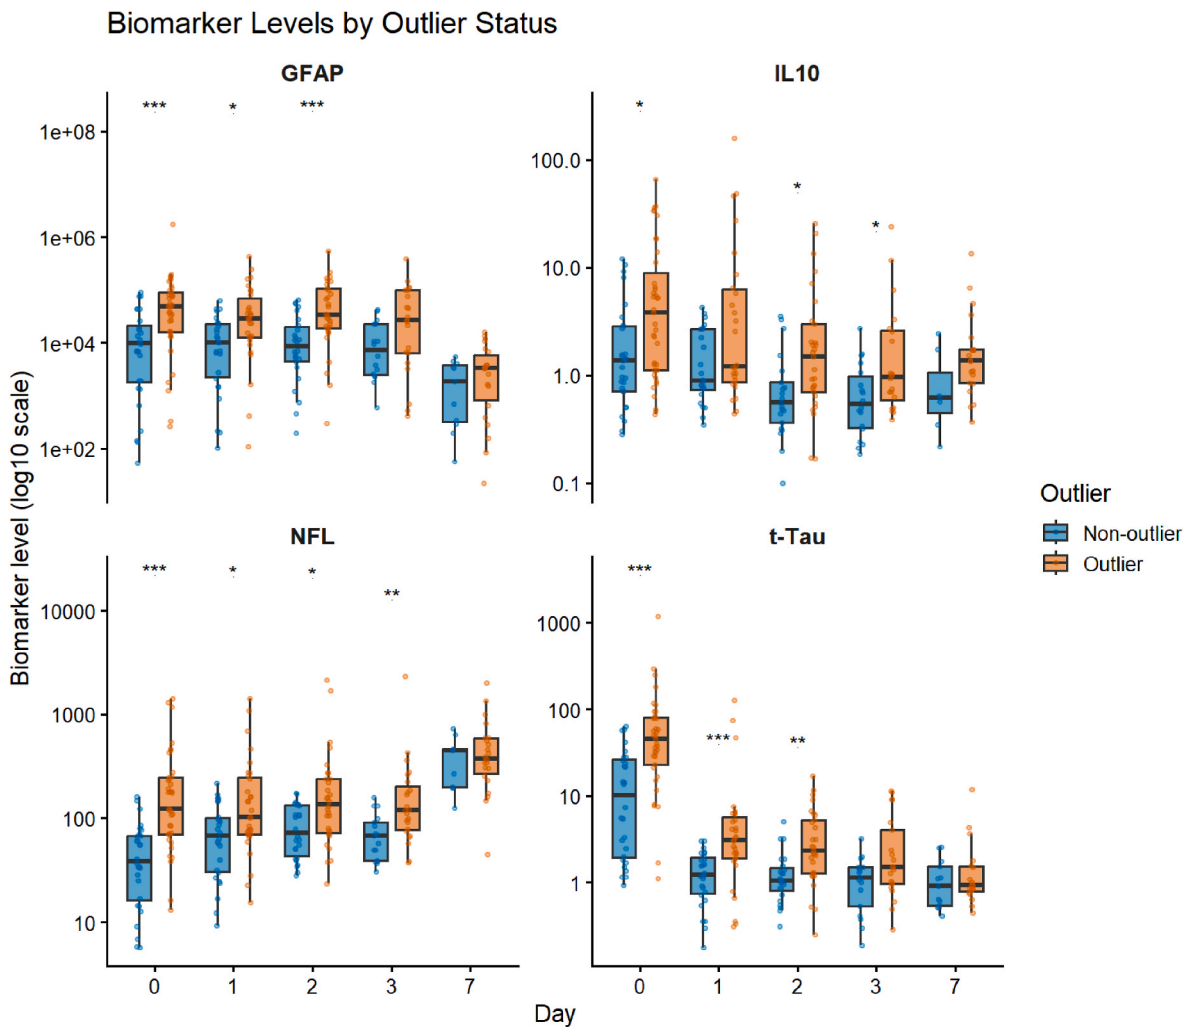 Biomarker Levels by Outlier Status
GFAP
IL10
*** * ***
* * *
1e+08
1e+06
1e+04
1e+02
100.0
10.0
1.0
0.1
Biomarker level (log10 scale)
NFL
t-Tau
*** * * **
*** *** **
10000
1000
100
10
1000
100
10
1
0 1 2 3 7
0 1 2 3 7
Day
Outlier
Non-outlier
Outlier